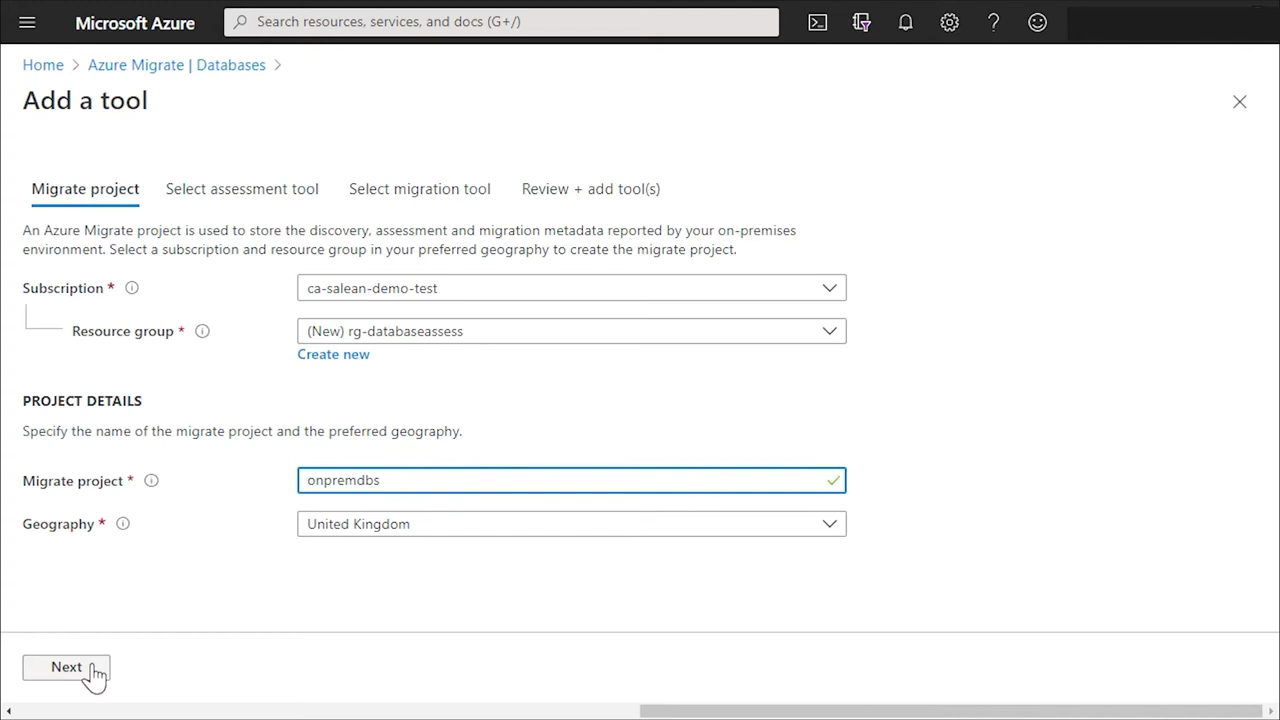 Microsoft Azure
Search resources, services, and docs (G+/)
Home > Azure Migrate | Databases >
Add a tool
Migrate project Select assessment tool Select migration tool Review + add tool(s)
An Azure Migrate project is used to store the discovery, assessment and migration metadata reported by your on-premises
environment. Select a subscription and resource group in your preferred geography to create the migrate project.
Subscription * ca-salean-demo-test
Resource group * (New) rg-databaseassess
Create new
PROJECT DETAILS
Specify the name of the migrate project and the preferred geography.
Migrate project * onpremdbs
Geography * United Kingdom
Next